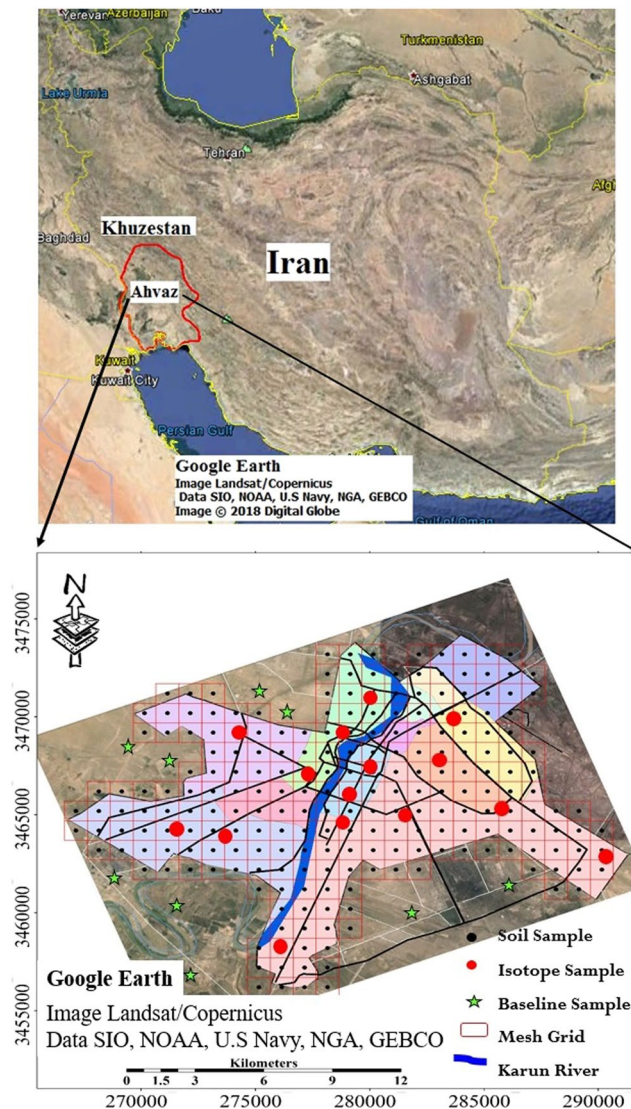 Yerevan
Azerbaijan
Baku
Turkmenistan
Lake Urmia
Ashgabat
Tehran
Baghdad
Khuzestan
Iran
Ahvaz
Kuwait
Kuwait City
Persian Gulf
Google Earth
Image Landsat/Copernicus
Data SIO, NOAA, U.S Navy, NGA, GEBCO
Image © 2018 Digital Globe
Gulf of Oman
N
3475000
3470000
3465000
3460000
3455000
Soil Sample
Isotope Sample
Baseline Sample
Mesh Grid
Karun River
Google Earth
Image Landsat/Copernicus
Data SIO, NOAA, U.S Navy, NGA, GEBCO
Kilometers
0 1.5 3 6 9 12
270000 275000 280000 285000 290000